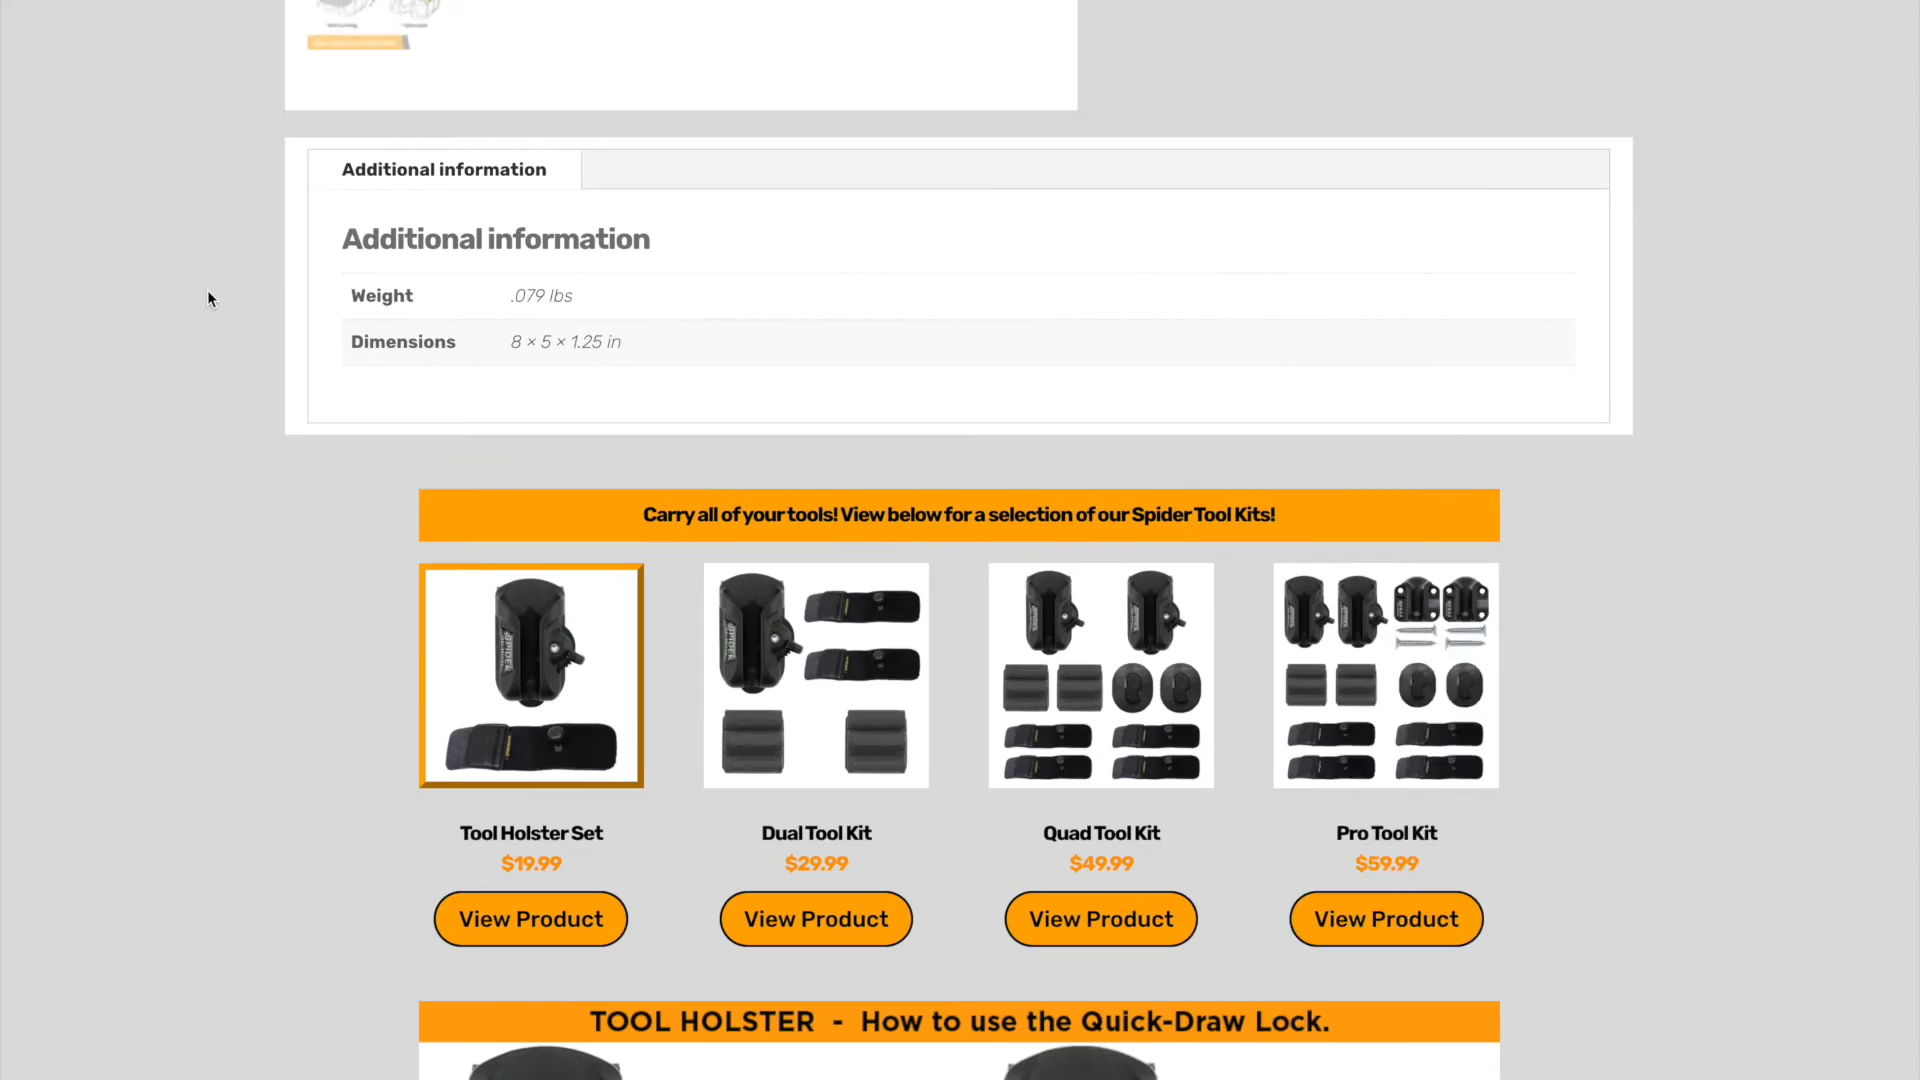 Additional information
Additional information
Weight .079 lbs
Dimensions 8 × 5 × 1.25 in
Carry all of your tools! View below for a selection of our Spider Tool Kits!
SPIDER
SPIDER
Tool Holster Set
Dual Tool Kit
Quad Tool Kit
Pro Tool Kit
$19.99
$29.99
$49.99
$59.99
View Product
View Product
View Product
View Product
TOOL HOLSTER - How to use the Quick-Draw Lock.